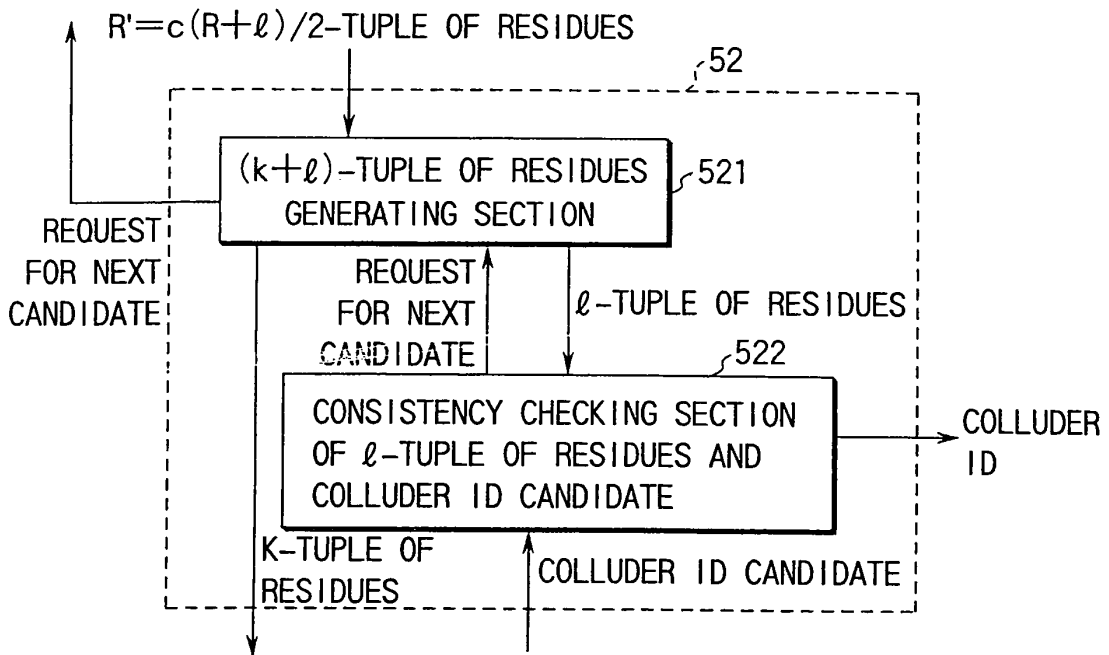 R'=c(R+ℓ)/2-TUPLE OF RESIDUES
52
(k+ℓ)-TUPLE OF RESIDUES
GENERATING SECTION
521
REQUEST
FOR NEXT
CANDIDATE
REQUEST
FOR NEXT
CANDIDATE
ℓ-TUPLE OF RESIDUES
522
CONSISTENCY CHECKING SECTION
OF ℓ-TUPLE OF RESIDUES AND
COLLUDER ID CANDIDATE
COLLUDER
ID
K-TUPLE OF
RESIDUES
COLLUDER ID CANDIDATE